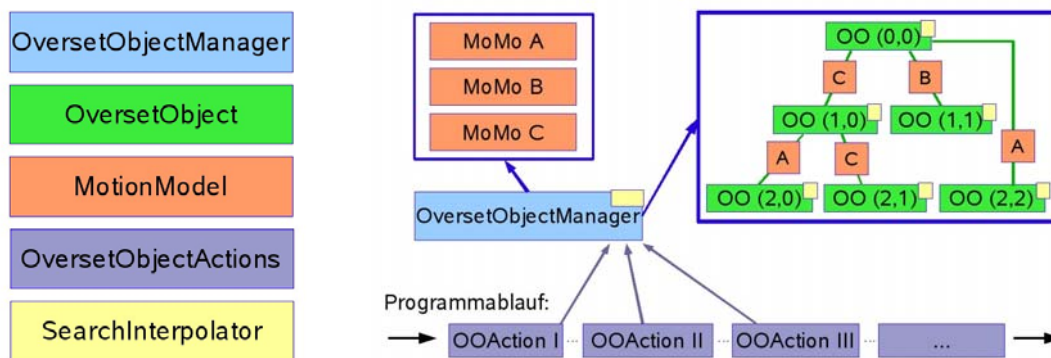 OversetObjectManager
OversetObject
MotionModel
OversetObjectActions
SearchInterpolator
MoMo A
MoMo B
MoMo C
OO (0,0)
C
B
OO (1,0)
OO (1,1)
A
C
A
OO (2,0)
OO (2,1)
OO (2,2)
OversetObjectManager
Programmablauf:
OOAction I ... OOAction II ... OOAction III ... ...